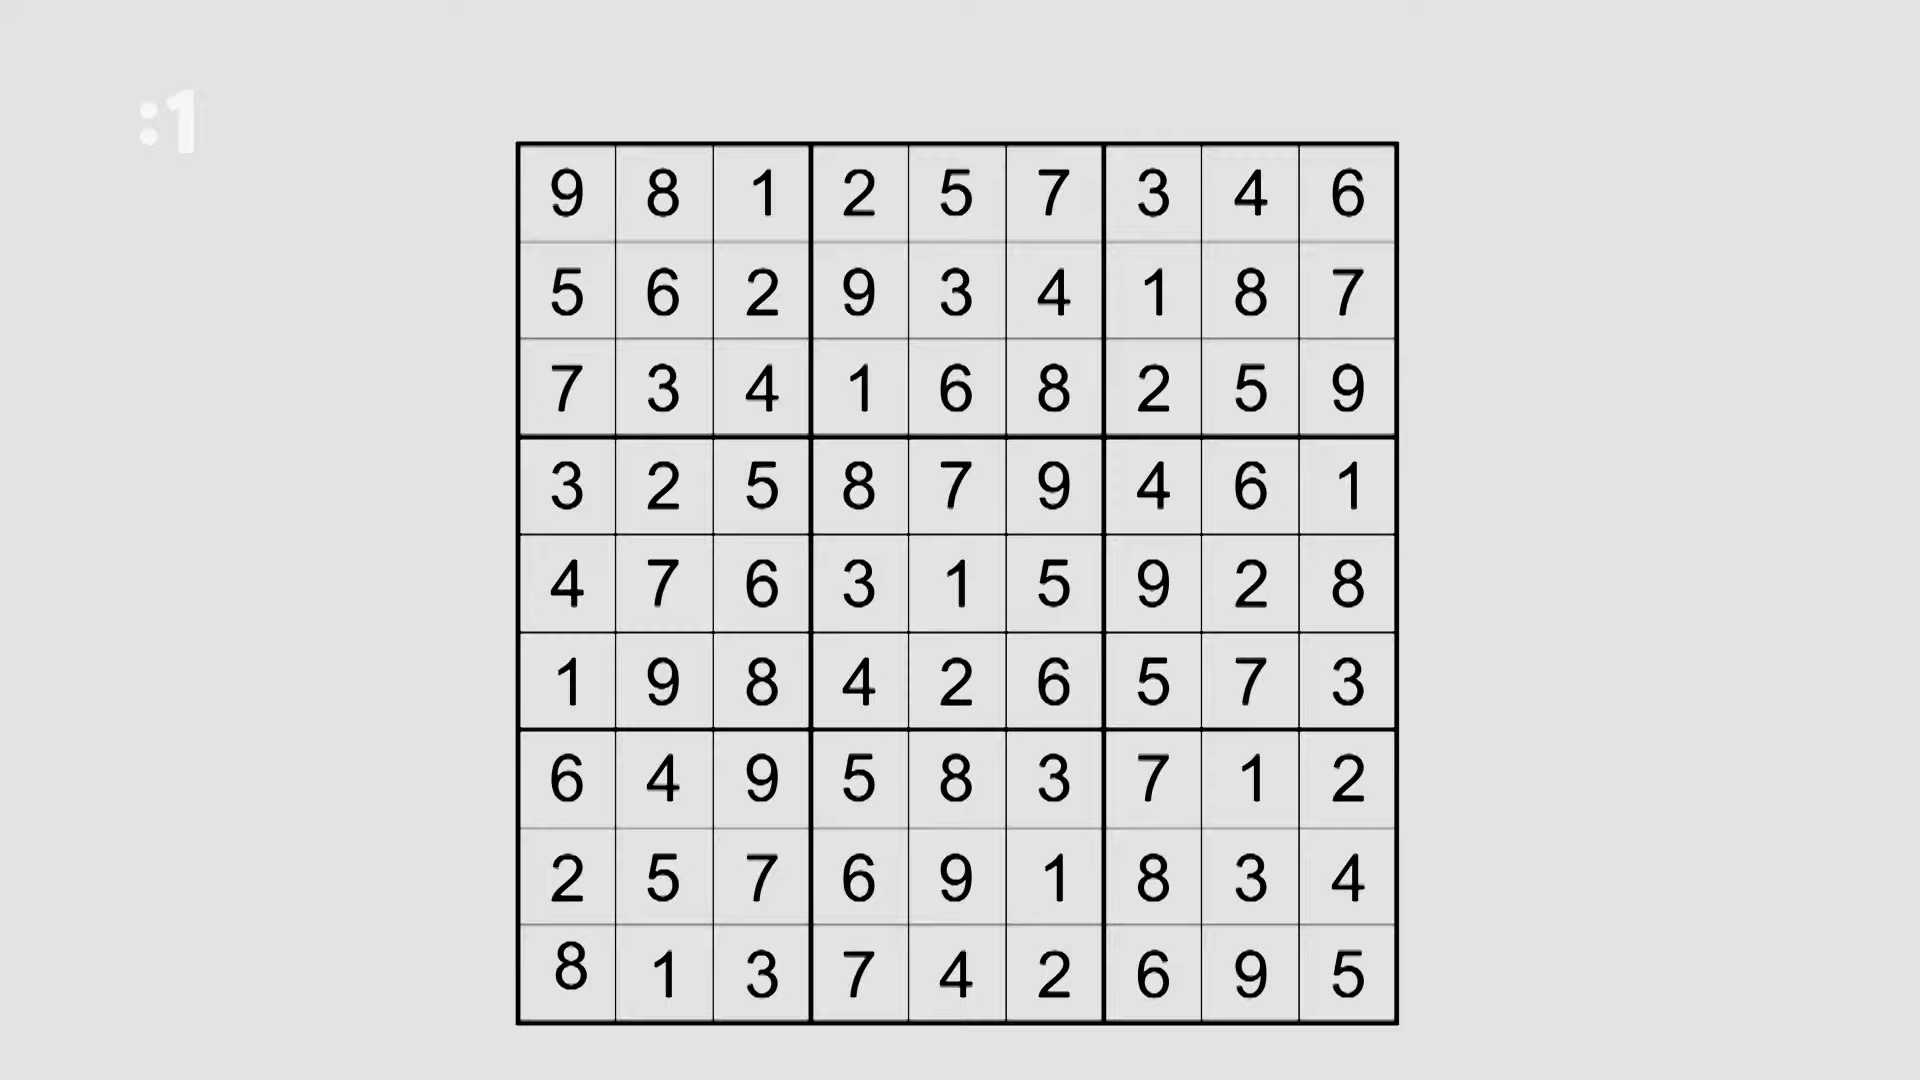 :1
9 8 1 2 5 7 3 4 6
5 6 2 9 3 4 1 8 7
7 3 4 1 6 8 2 5 9
3 2 5 8 7 9 4 6 1
4 7 6 3 1 5 9 2 8
1 9 8 4 2 6 5 7 3
6 4 9 5 8 3 7 1 2
2 5 7 6 9 1 8 3 4
8 1 3 7 4 2 6 9 5